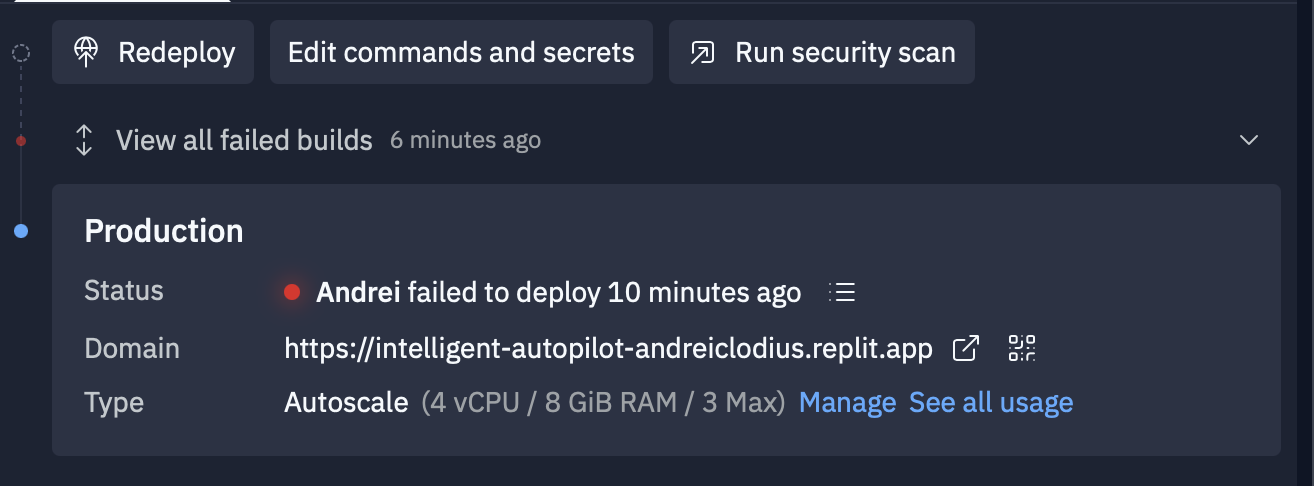 Redeploy Edit commands and secrets Run security scan
View all failed builds 6 minutes ago
Production
Status Andrei failed to deploy 10 minutes ago
Domain https://intelligent-autopilot-andreiclodius.replit.app
Type Autoscale (4 vCPU / 8 GiB RAM / 3 Max) Manage See all usage